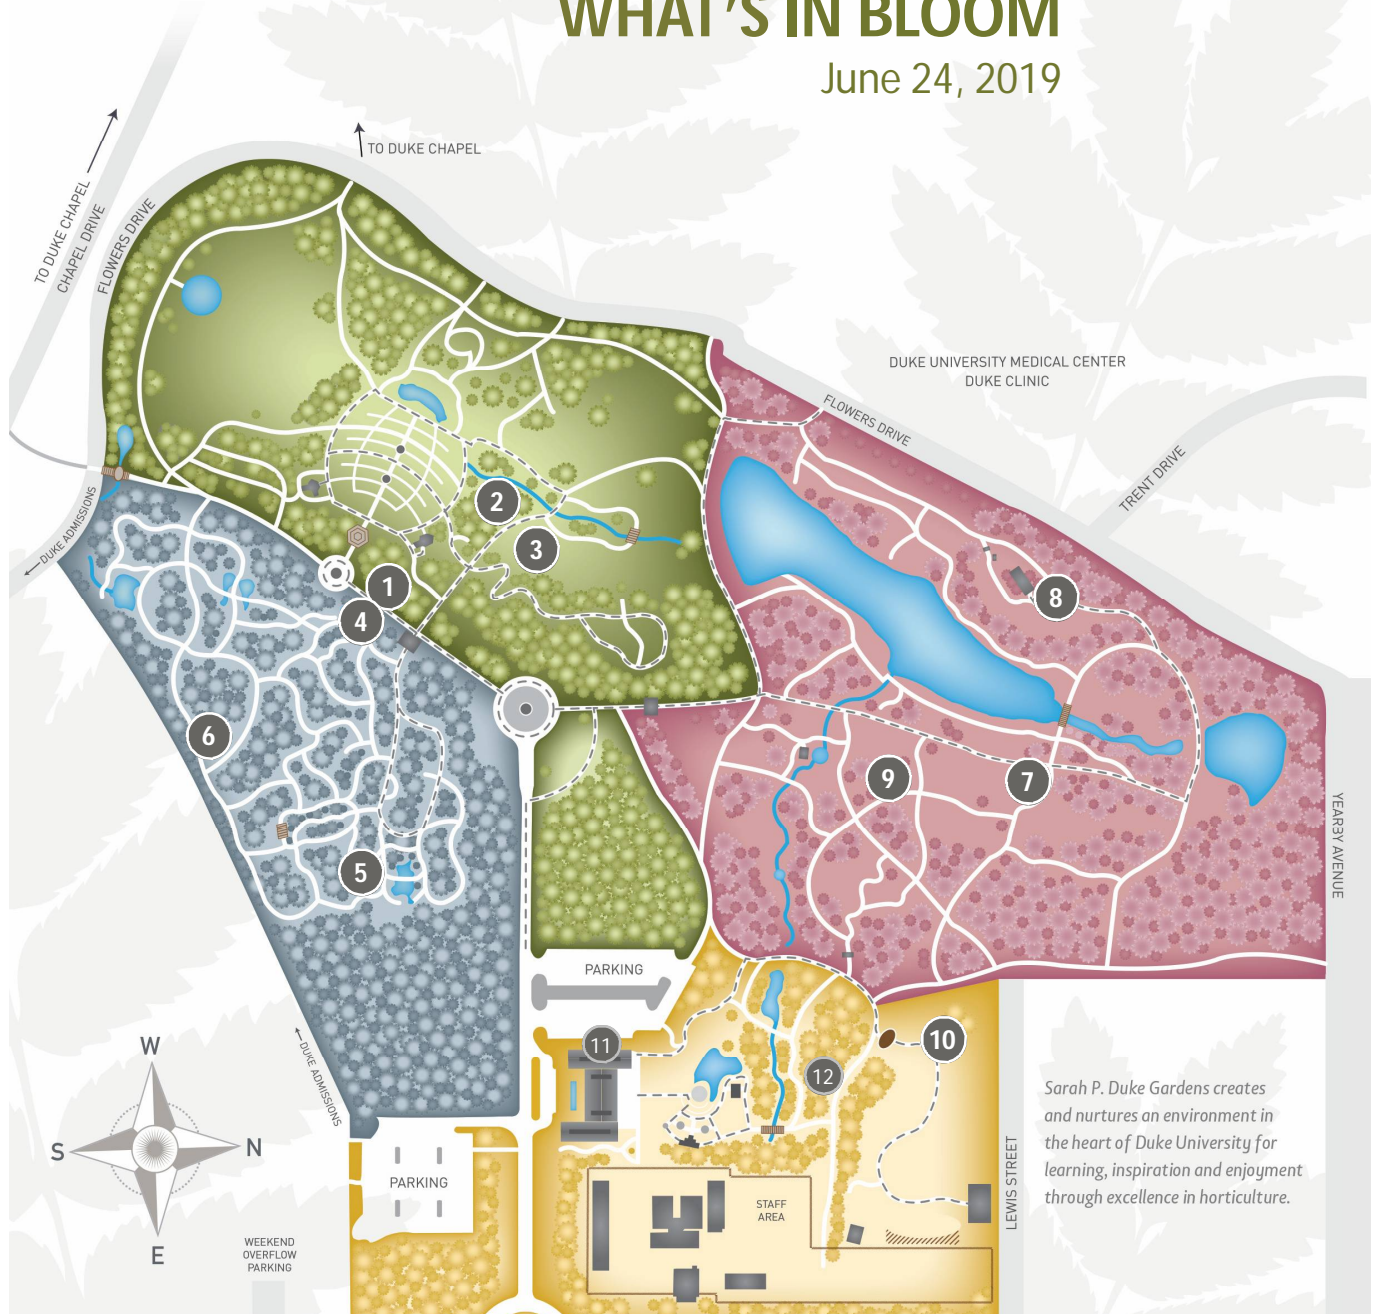 WHAT'S IN BLOOM
June 24, 2019
TO DUKE CHAPEL
TO DUKE CHAPEL
CHAPEL DRIVE
FLOWERS DRIVE
DUKE UNIVERSITY MEDICAL CENTER
DUKE CLINIC
FLOWERS DRIVE
TRENT DRIVE
DUKE ADMISSIONS
2
3
1
4
8
6
9
7
5
YEARBY AVENUE
PARKING
11
10
12
DUKE ADMISSIONS
W
S
N
E
PARKING
STAFF
AREA
LEWIS STREET
WEEKEND
OVERFLOW
PARKING
Sarah P. Duke Gardens creates
and nurtures an environment in
the heart of Duke University for
learning, inspiration and enjoyment
through excellence in horticulture.